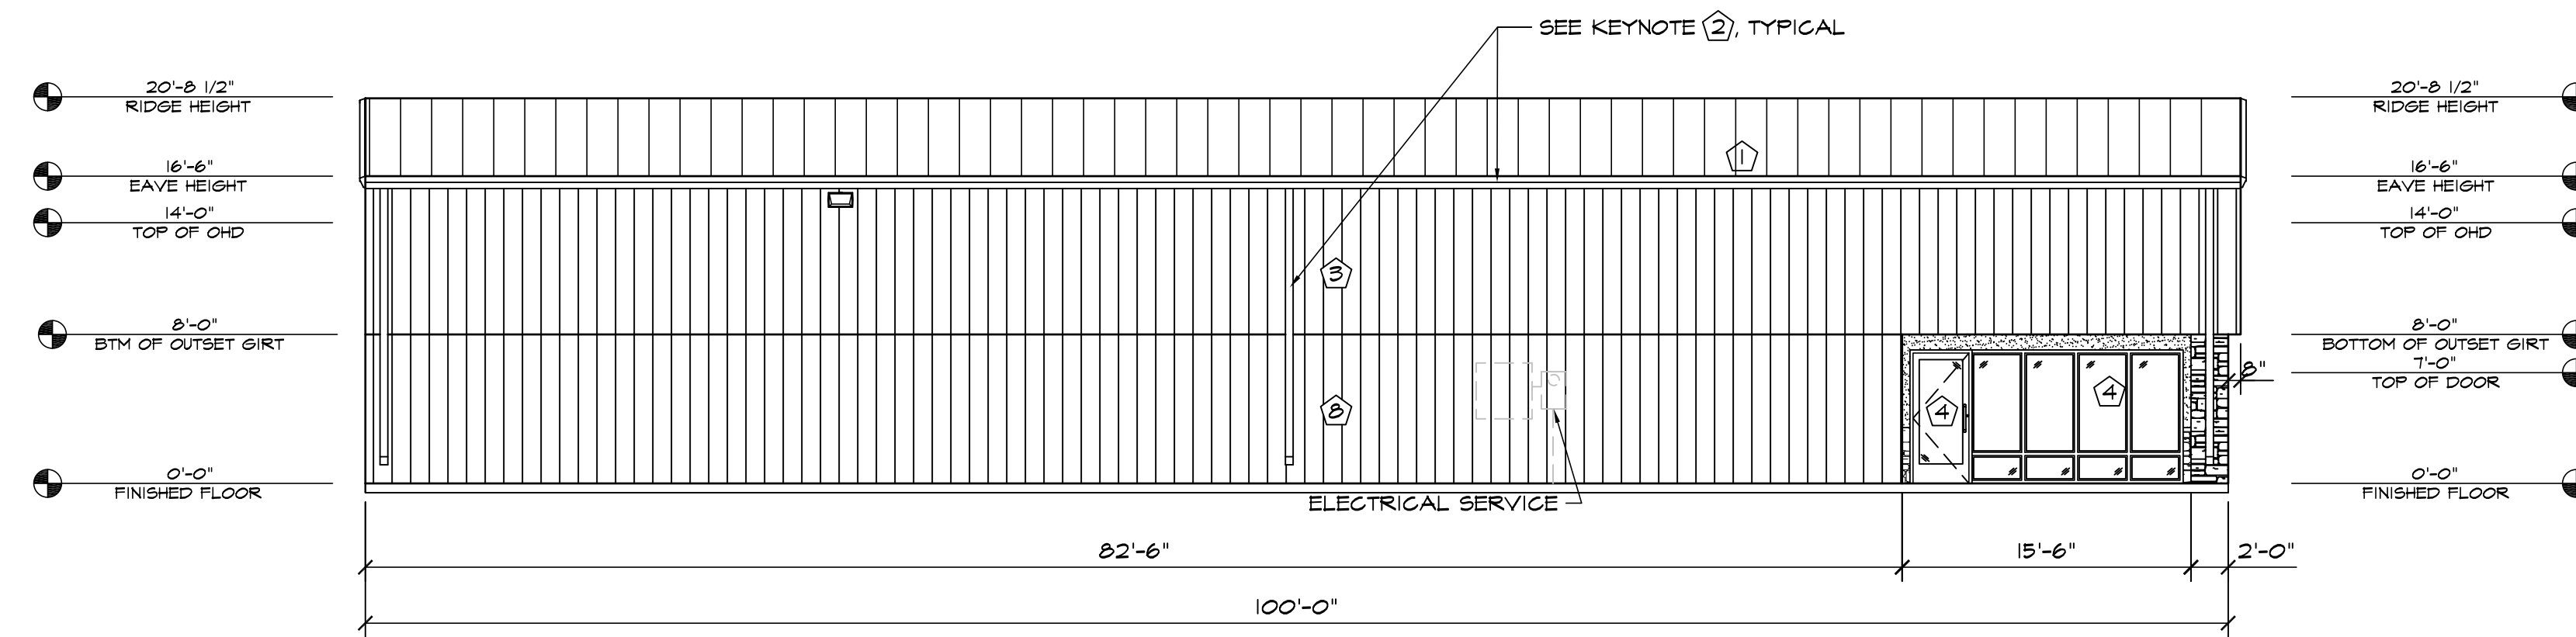 SEE KEYNOTE 2, TYPICAL
20'-8 1/2"
RIDGE HEIGHT
16'-6"
EAVE HEIGHT
14'-0"
TOP OF OHD
8'-0"
BTM OF OUTSET GIRT
0'-0"
FINISHED FLOOR
1
3
8
4
4
ELECTRICAL SERVICE
20'-8 1/2"
RIDGE HEIGHT
16'-6"
EAVE HEIGHT
14'-0"
TOP OF OHD
8'-0"
BOTTOM OF OUTSET GIRT
7'-0"
TOP OF DOOR
8"
0'-0"
FINISHED FLOOR
82'-6"
15'-6"
2'-0"
100'-0"